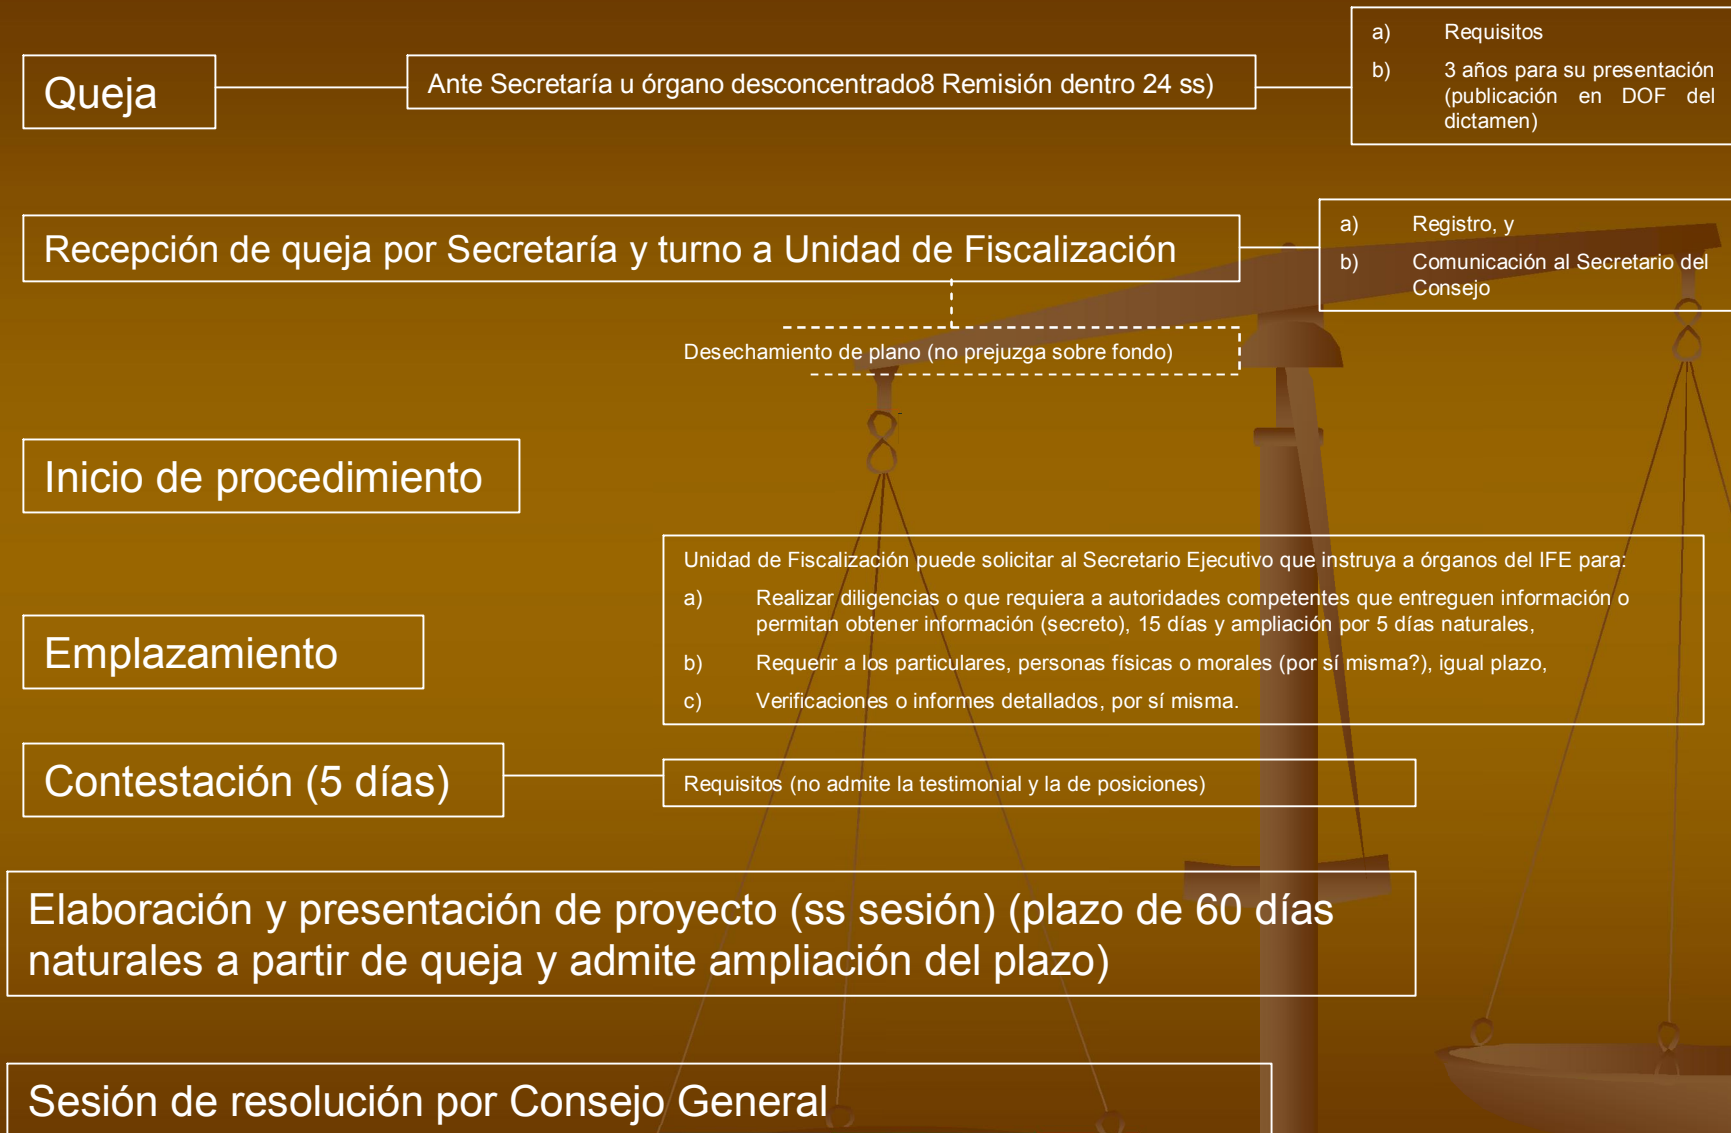 Queja
Ante Secretaría u órgano desconcentrado8 Remisión dentro 24 ss)
a) Requisitos
b) 3 años para su presentación
(publicación en DOF del
dictamen)
Recepción de queja por Secretaría y turno a Unidad de Fiscalización
a) Registro, y
b) Comunicación al Secretario del
Consejo
Desechamiento de plano (no prejuzga sobre fondo)
Inicio de procedimiento
Unidad de Fiscalización puede solicitar al Secretario Ejecutivo que instruya a órganos del IFE para:
a) Realizar diligencias o que requiera a autoridades competentes que entreguen información o
permitan obtener información (secreto), 15 días y ampliación por 5 días naturales,
b) Requerir a los particulares, personas físicas o morales (por sí misma?), igual plazo,
c) Verificaciones o informes detallados, por sí misma.
Emplazamiento
Contestación (5 días)
Requisitos (no admite la testimonial y la de posiciones)
Elaboración y presentación de proyecto (ss sesión) (plazo de 60 días
naturales a partir de queja y admite ampliación del plazo)
Sesión de resolución por Consejo General